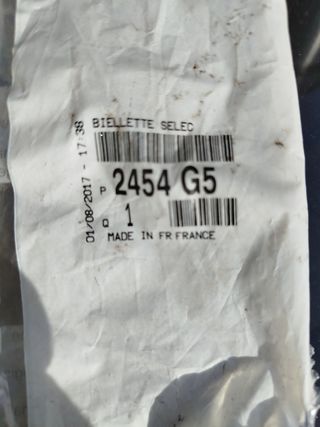 BIELLETTE SELEC
P 2454 G5
Q 1
MADE IN FR FRANCE
01/08/2017 - 17:38